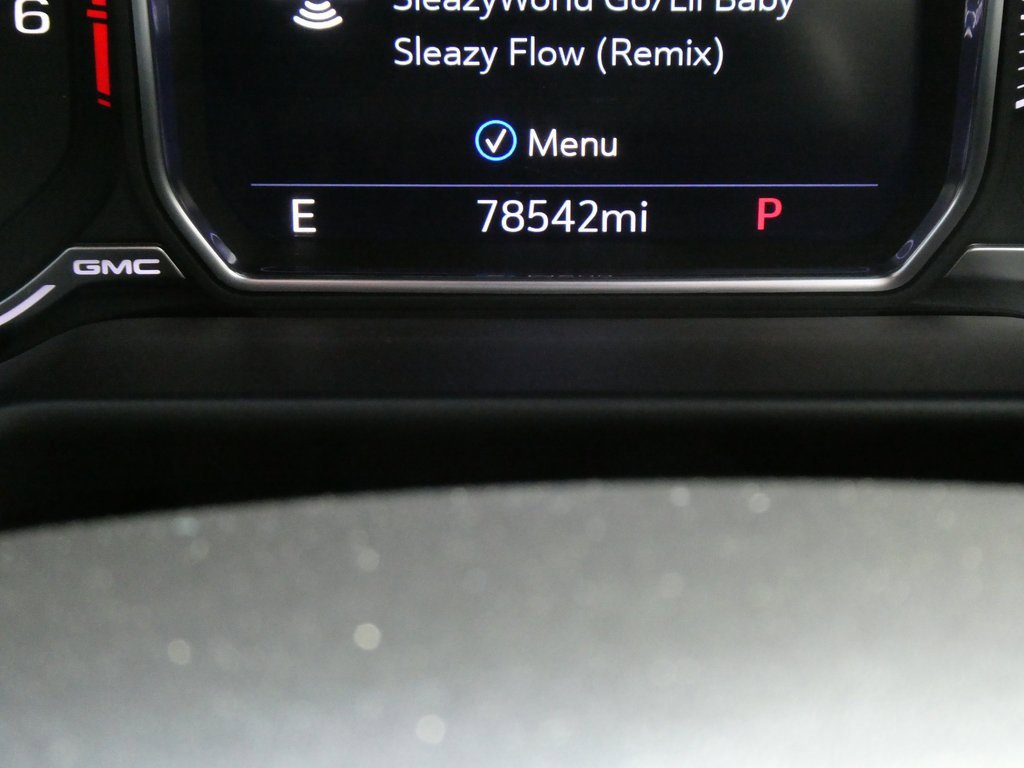 6
SleazyWorld Go/Lil Baby
Sleazy Flow (Remix)
Menu
E 78542mi P
GMC